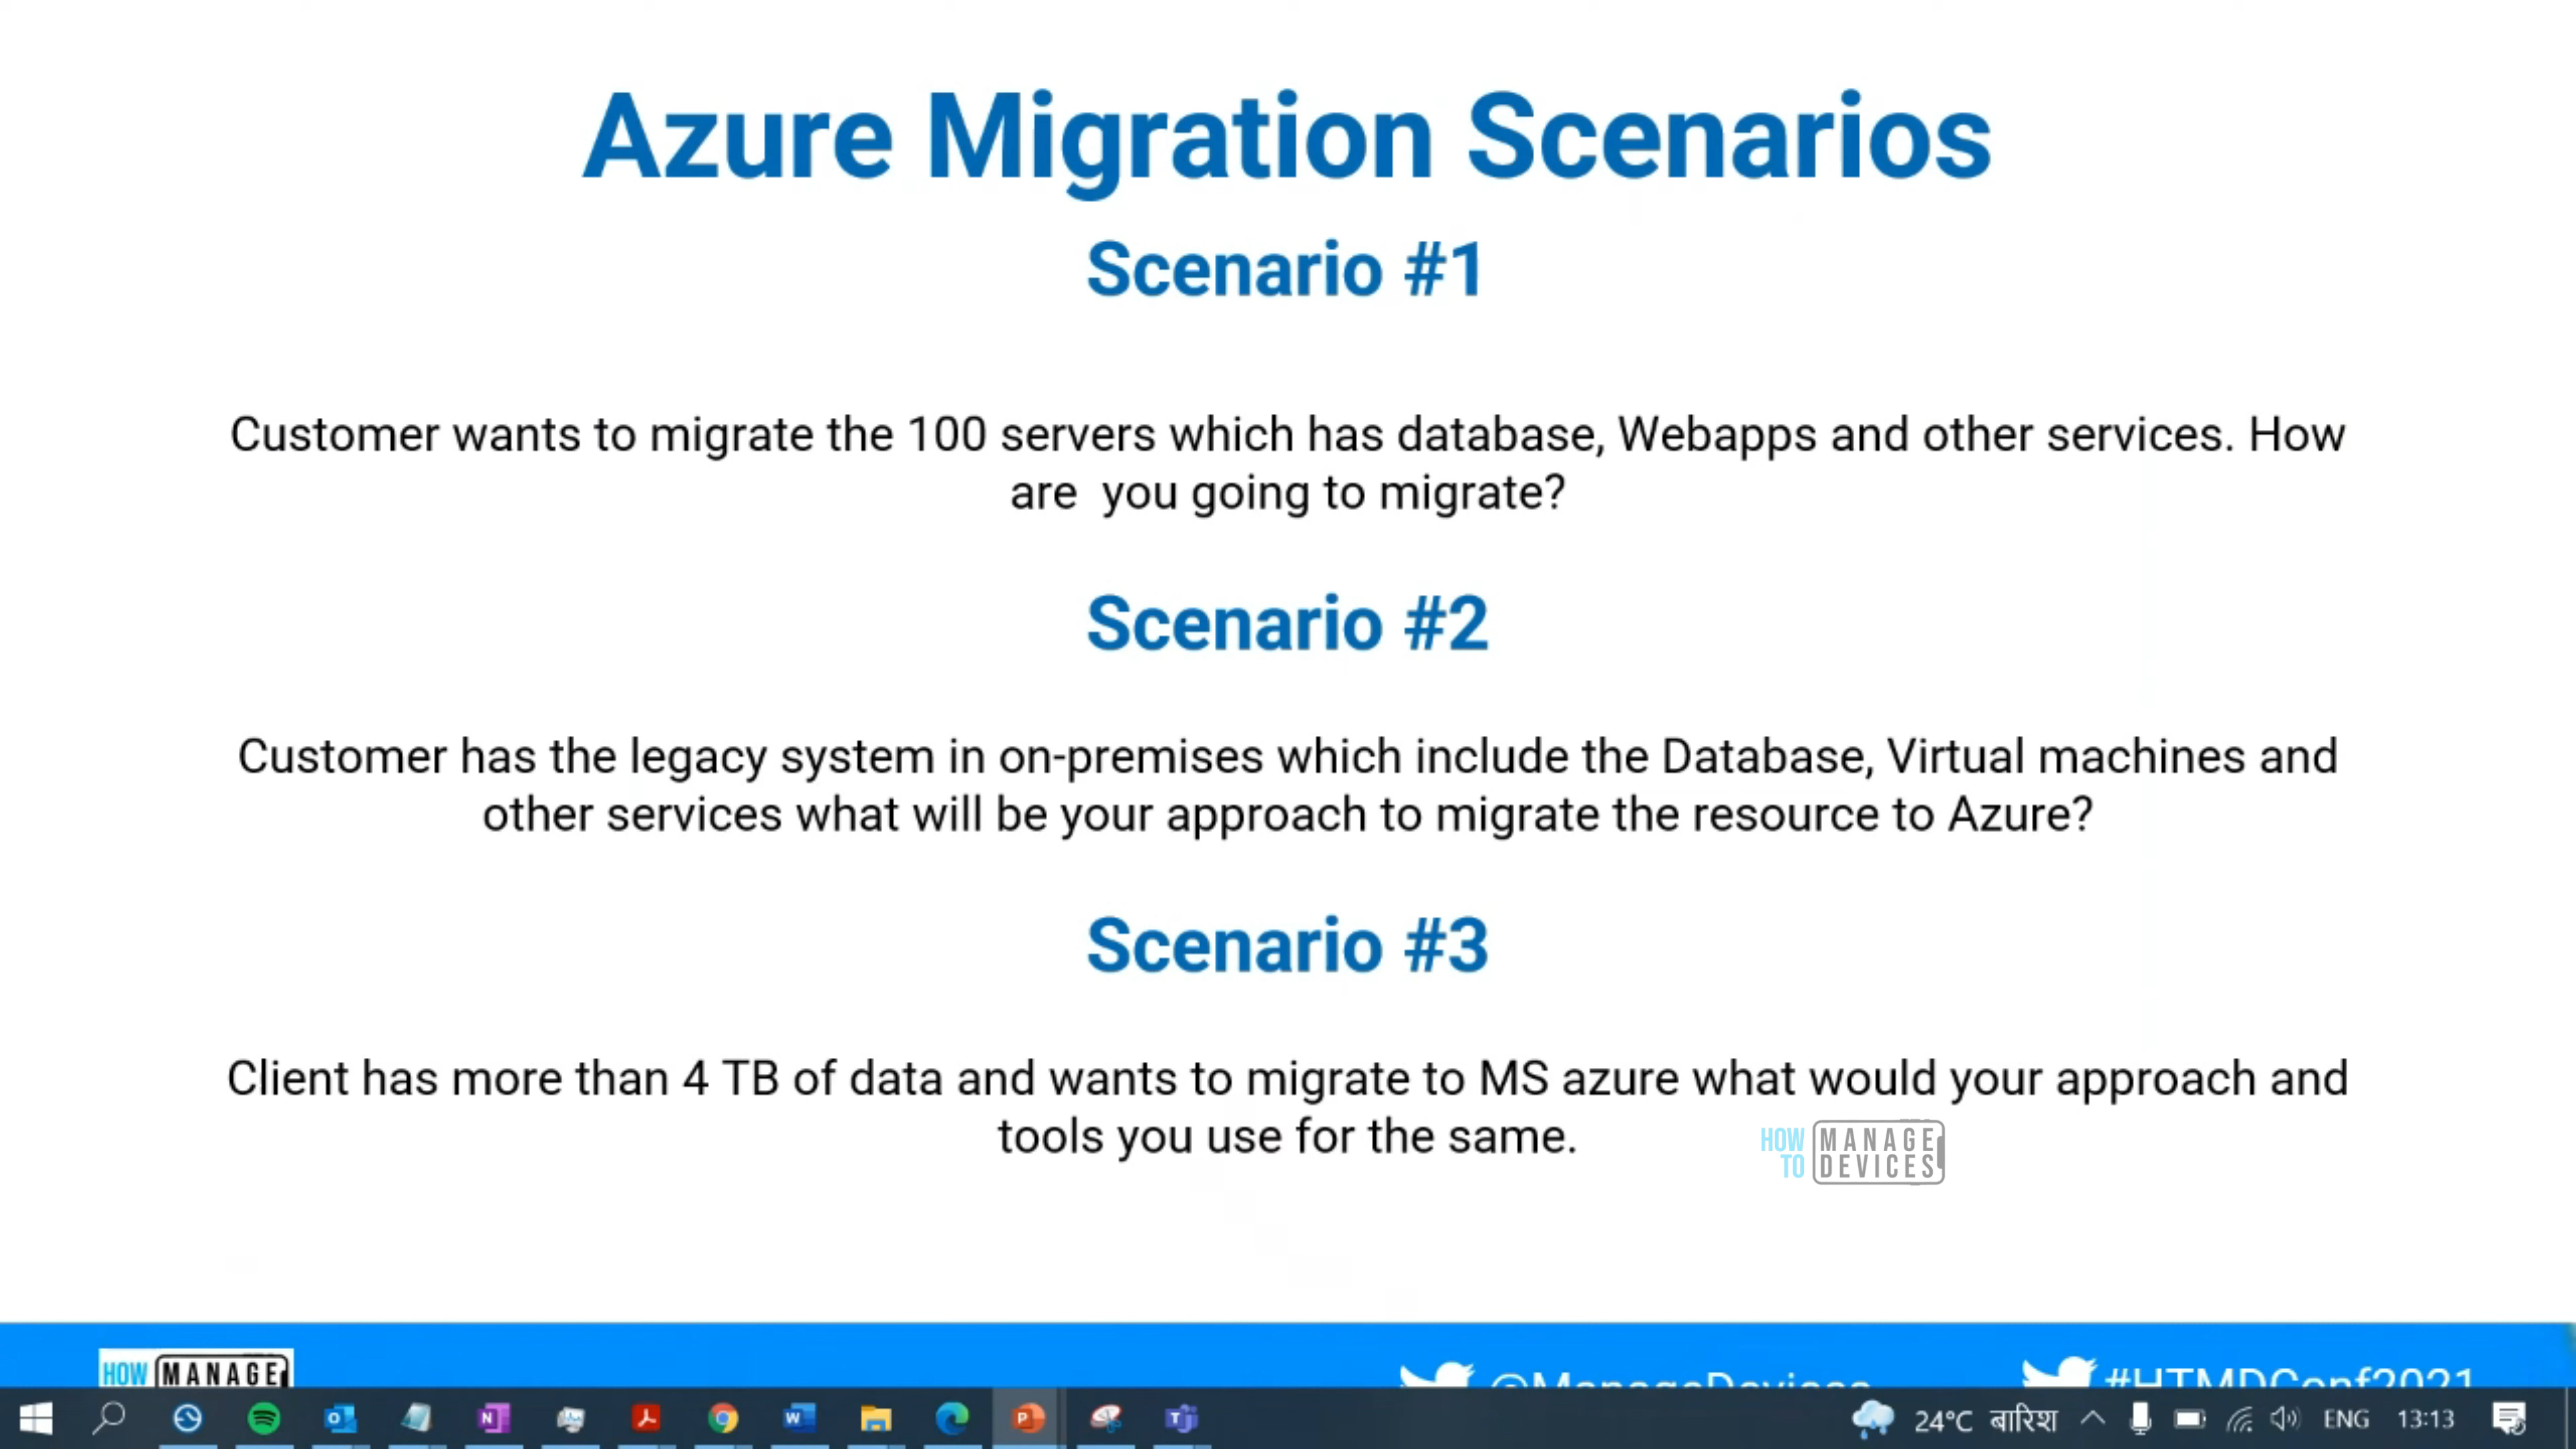 Azure Migration Scenarios
Scenario #1
Customer wants to migrate the 100 servers which has database, Webapps and other services. How
are  you going to migrate?
Scenario #2
Customer has the legacy system in on-premises which include the Database, Virtual machines and
other services what will be your approach to migrate the resource to Azure?
Scenario #3
Client has more than 4 TB of data and wants to migrate to MS azure what would your approach and
tools you use for the same.
HOW MANAGE
TO DEVICES
HOW MANAGE
@ManageDevices #HTMDConf2021
24°C बारिश ENG 13:13